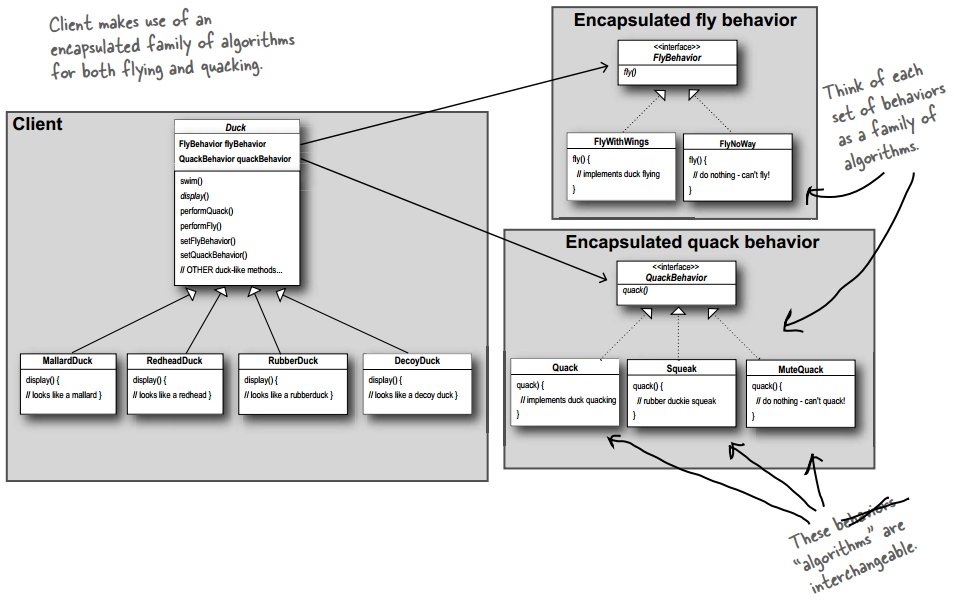 Client makes use of an
encapsulated family of algorithms
for both flying and quacking.
Client
Duck
FlyBehavior flyBehavior
QuackBehavior quackBehavior
swim()
display()
performQuack()
performFly()
setFlyBehavior()
setQuackBehavior()
// OTHER duck-like methods...
MallardDuck
display() {
// looks like a mallard }
RedheadDuck
display() {
// looks like a redhead }
RubberDuck
display() {
// looks like a rubberduck }
DecoyDuck
display() {
// looks like a decoy duck }
Encapsulated fly behavior
<<interface>>
FlyBehavior
fly()
FlyWithWings
fly() {
// implements duck flying
}
FlyNoWay
fly() {
// do nothing - can't fly!
}
Think of each
set of behaviors
as a family of
algorithms.
Encapsulated quack behavior
<<interface>>
QuackBehavior
quack()
Quack
quack) {
// implements duck quacking
}
Squeak
quack() {
// rubber duckie squeak
}
MuteQuack
quack() {
// do nothing - can't quack!
}
These behaviors
"algorithms" are
interchangeable.